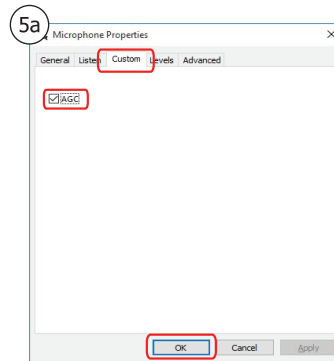 5a
Microphone Properties
General Listen Custom Levels Advanced
AGC
OK Cancel Apply